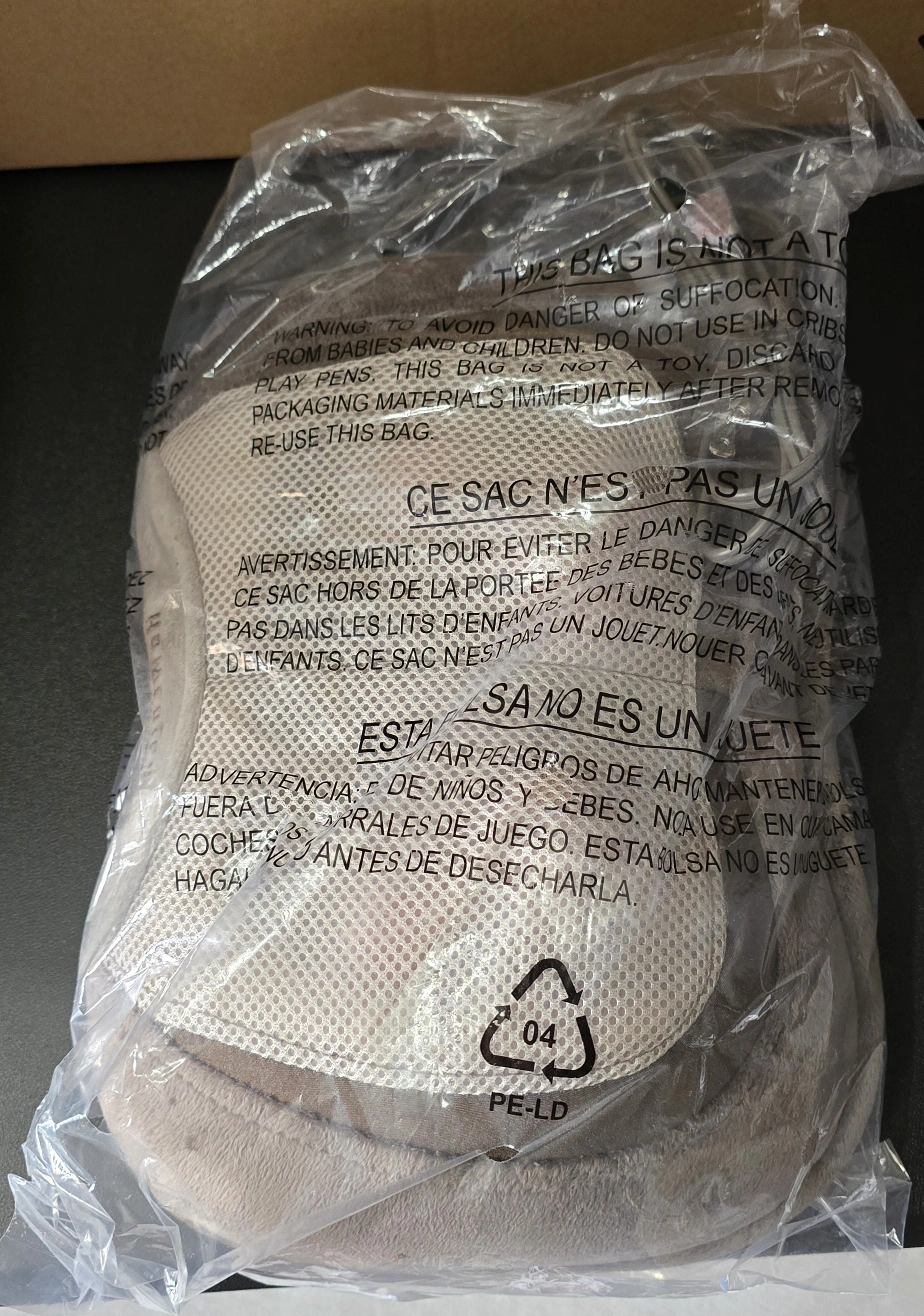 THIS BAG IS NOT A TO
WARNING: TO AVOID DANGER OF SUFFOCATION.
FROM BABIES AND CHILDREN. DO NOT USE IN CRIBS
PLAY PENS. THIS BAG IS NOT A TOY. DISCARD
PACKAGING MATERIALS IMMEDIATELY AFTER REMO
RE-USE THIS BAG.
CE SAC N'EST PAS UN JOU
AVERTISSEMENT: POUR EVITER LE DANGER
CE SAC HORS DE LA PORTEE DES BEBES ET DES
PAS DANS LES LITS D'ENFANTS, VOITURES D'ENFAN
D'ENFANTS. CE SAC N'EST PAS UN JOUET. NOUER
ESTA LSA NO ES UN UETE
ADVERTENCIA: ITAR PELIGROS DE AHO MANTENER
FUERA D DE NIÑOS Y BEBES. NO USE EN CAMA
COCHES RRALES DE JUEGO. ESTA BOLSA NO ES JUGUETE.
HAGA ANTES DE DESECHARLA.
04
PE-LD